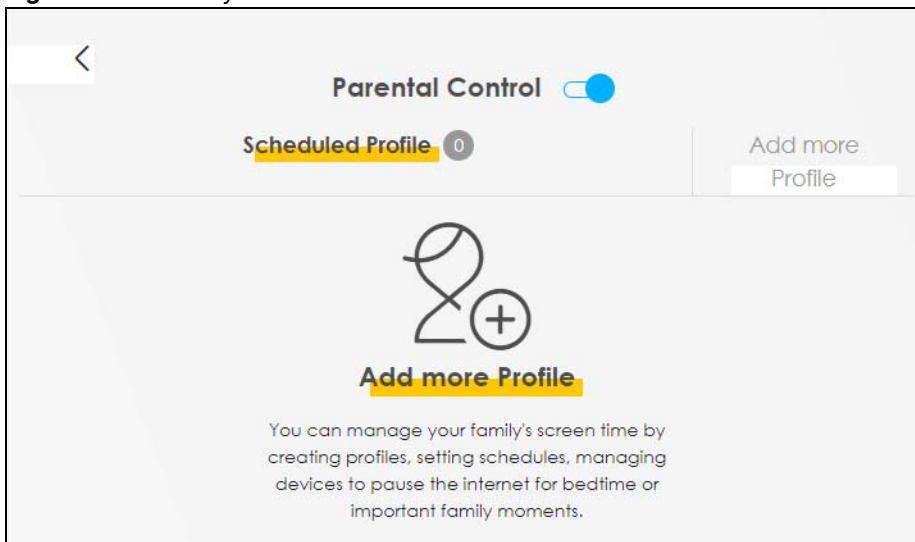 Parental Control
Scheduled Profile 0
Add more
Profile
Add more Profile
You can manage your family's screen time by
creating profiles, setting schedules, managing
devices to pause the internet for bedtime or
important family moments.